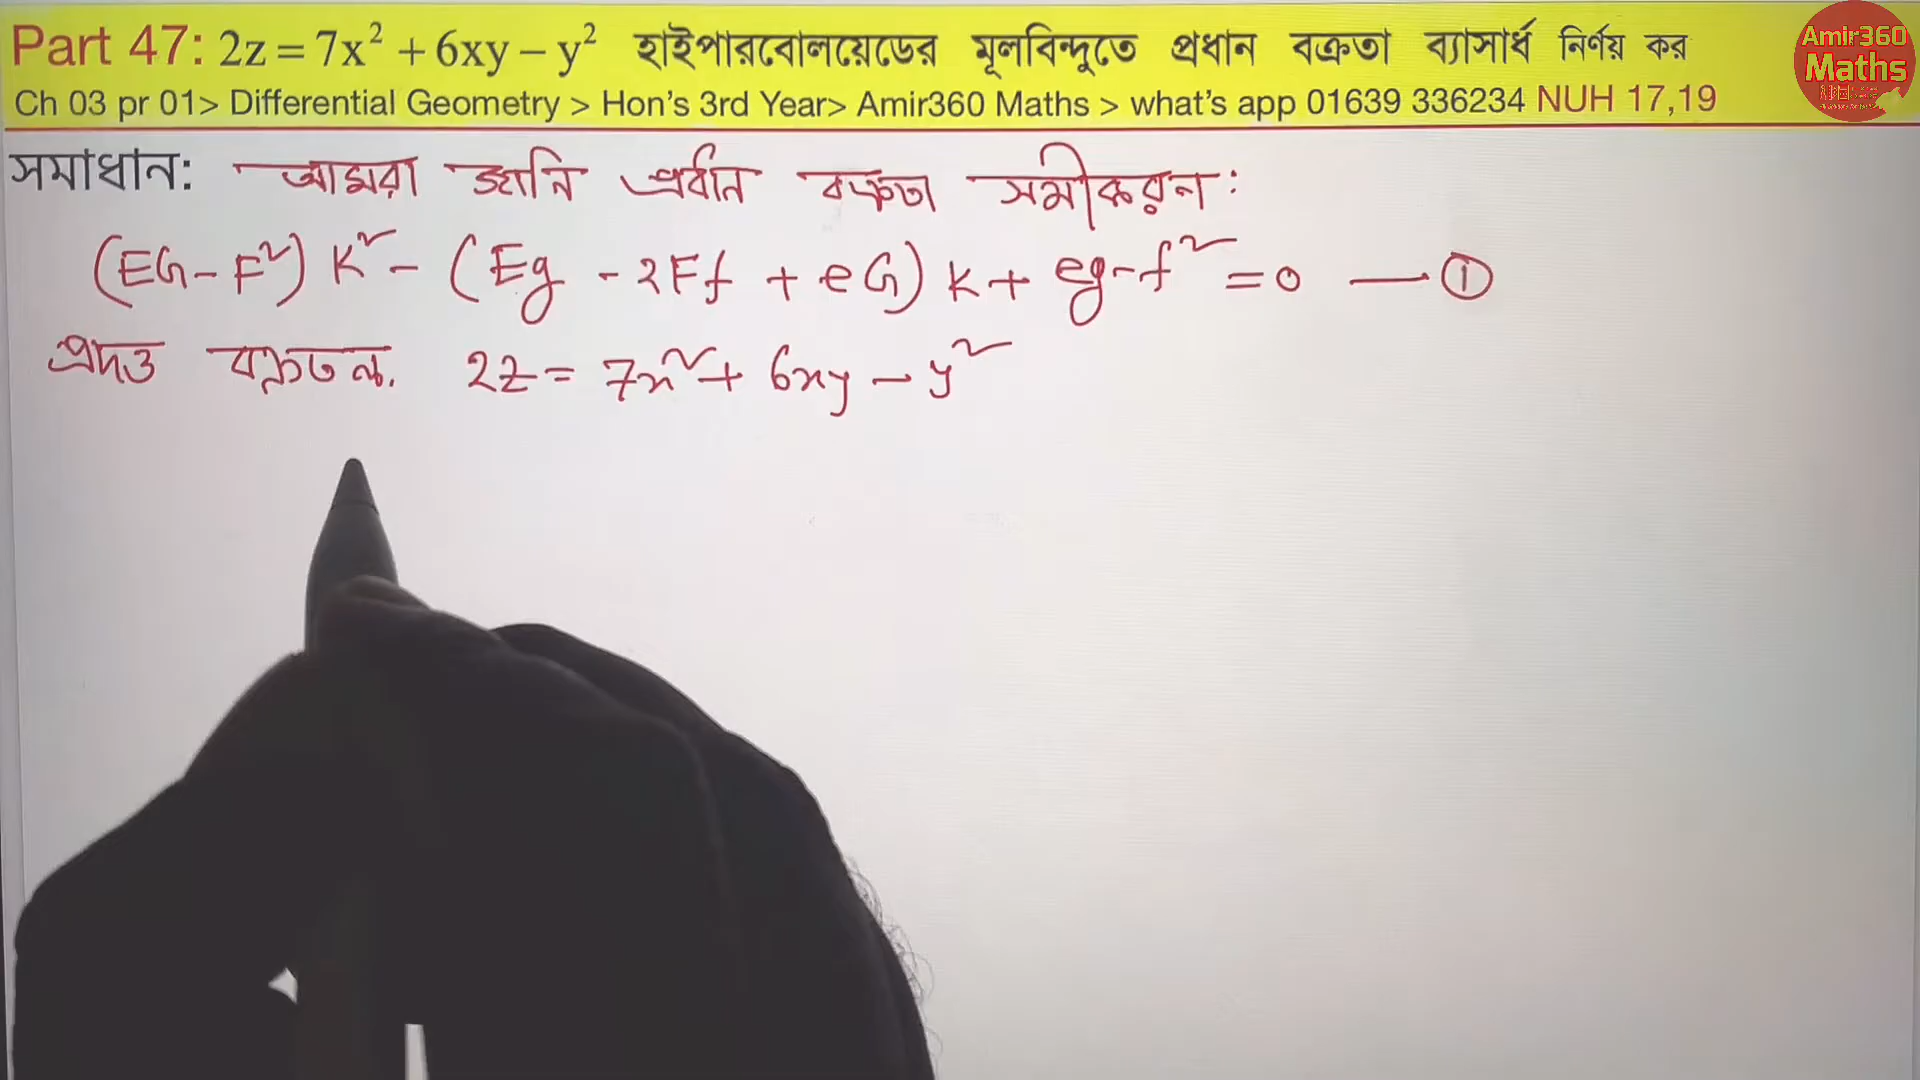 Part 47: 2z = 7x² + 6xy – y² হাইপারবোলয়েডের মূলবিন্দুতে প্রধান বক্রতা ব্যাসার্ধ নির্ণয় কর
Ch 03 pr 01> Differential Geometry > Hon's 3rd Year> Amir360 Maths > what's app 01639 336234 NUH 17,19
Amir360
Maths
সমাধান: আমরা জানি প্রধান বক্রতা সমীকরন:
(EG – F²) K² – (Eg – 2Ff + eG) k + eg – f² = 0 — ①
প্রদত্ত বক্রতল. 2z = 7x² + 6xy – y²